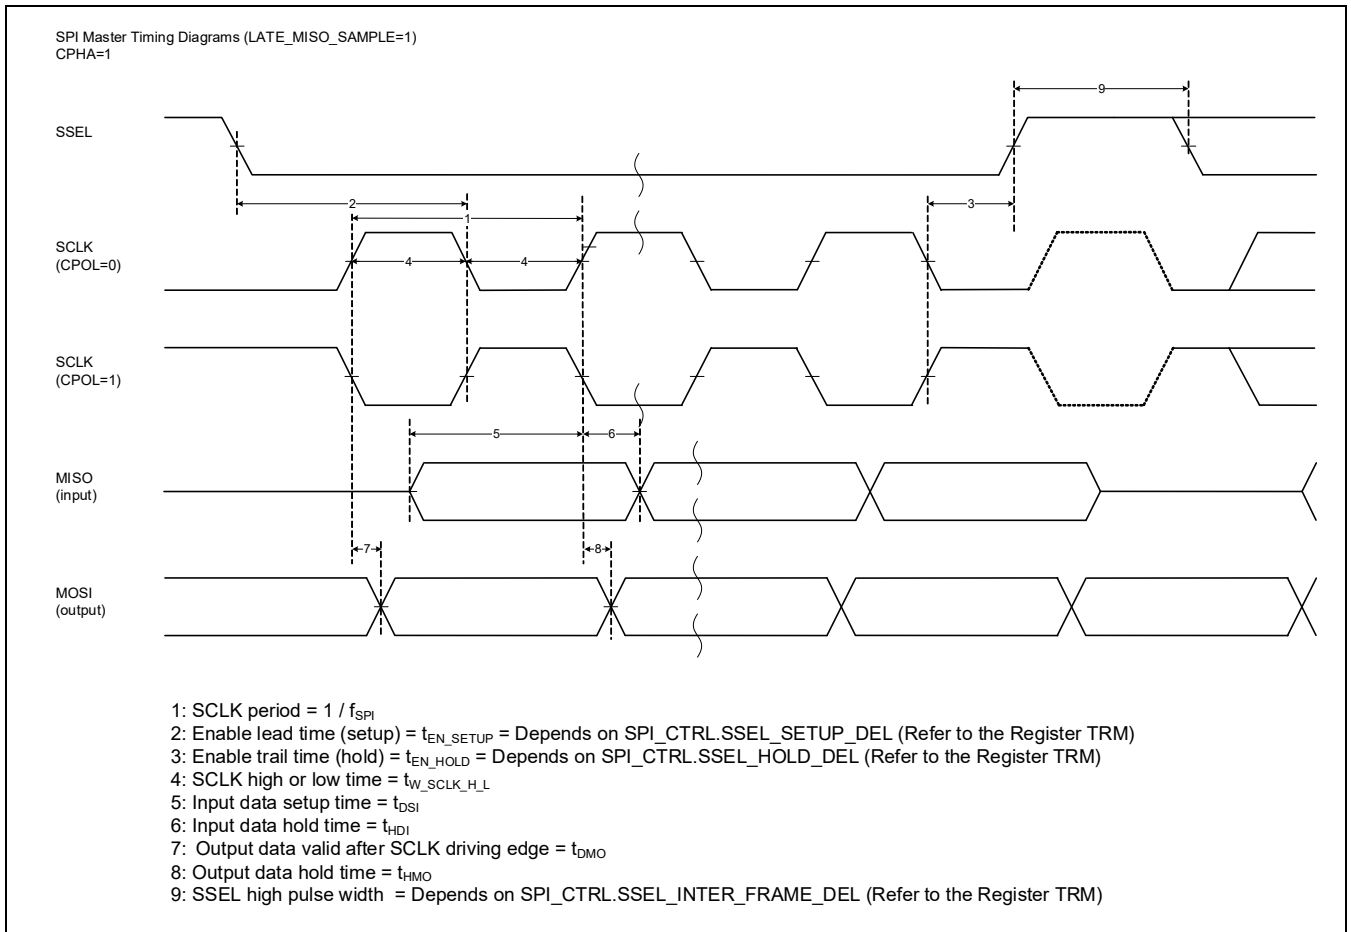 SPI Master Timing Diagrams (LATE_MISO_SAMPLE=1)
CPHA=1
9
SSEL
2
3
1
SCLK
(CPOL=0)
4
4
SCLK
(CPOL=1)
5
6
MISO
(input)
7
8
MOSI
(output)
1: SCLK period = 1 / fSPI
2: Enable lead time (setup) = tEN_SETUP = Depends on SPI_CTRL.SSEL_SETUP_DEL (Refer to the Register TRM)
3: Enable trail time (hold) = tEN_HOLD = Depends on SPI_CTRL.SSEL_HOLD_DEL (Refer to the Register TRM)
4: SCLK high or low time = tW_SCLK_H_L
5: Input data setup time = tDSI
6: Input data hold time = tHDI
7: Output data valid after SCLK driving edge = tDMO
8: Output data hold time = tHMO
9: SSEL high pulse width = Depends on SPI_CTRL.SSEL_INTER_FRAME_DEL (Refer to the Register TRM)